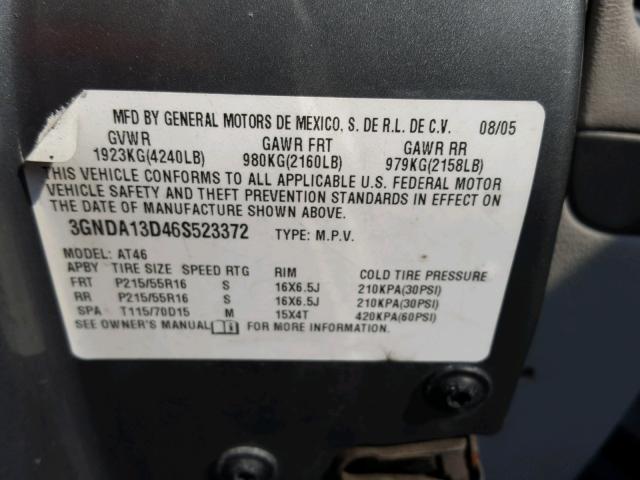 MFD BY GENERAL MOTORS DE MEXICO, S. DE R.L. DE C.V. 08/05
GVWR GAWR FRT GAWR RR
1923KG(4240LB) 980KG(2160LB) 979KG(2158LB)
THIS VEHICLE CONFORMS TO ALL APPLICABLE U.S. FEDERAL MOTOR
VEHICLE SAFETY AND THEFT PREVENTION STANDARDS IN EFFECT ON
THE DATE OF MANUFACTURE SHOWN ABOVE.
3GNDA13D46S523372 TYPE: M.P.V.
MODEL: AT46
APBY TIRE SIZE SPEED RTG RIM COLD TIRE PRESSURE
FRT P215/55R16 S 16X6.5J 210KPA(30PSI)
RR P215/55R16 S 16X6.5J 210KPA(30PSI)
SPA T115/70D15 M 15X4T 420KPA(60PSI)
SEE OWNER'S MANUAL FOR MORE INFORMATION.